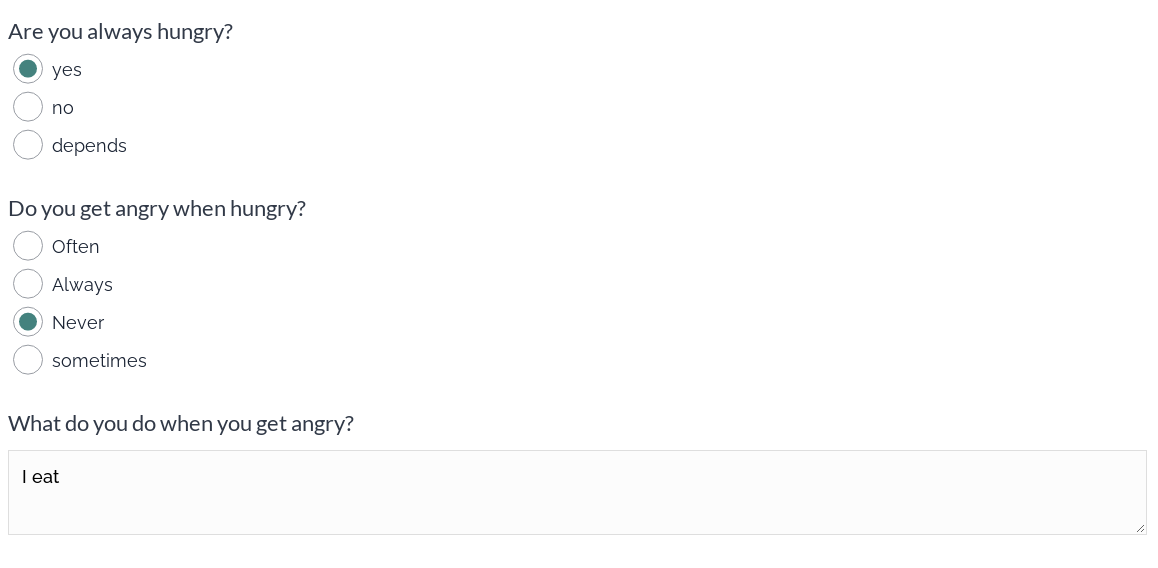 Are you always hungry?
yes
no
depends
Do you get angry when hungry?
Often
Always
Never
sometimes
What do you do when you get angry?
I eat